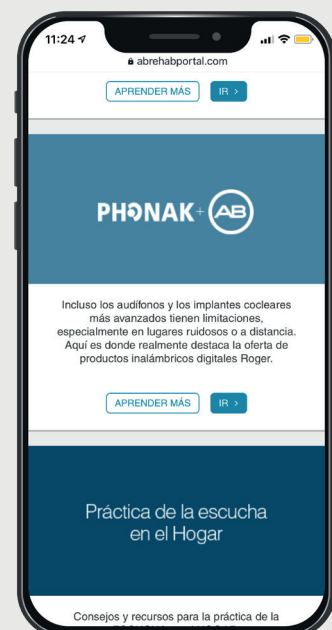 11:24
abrehabportal.com
APRENDER MÁS IR >
PHONAK + AB
Incluso los audífonos y los implantes cocleares
más avanzados tienen limitaciones,
especialmente en lugares ruidosos o a distancia.
Aquí es donde realmente destaca la oferta de
productos inalámbricos digitales Roger.
APRENDER MÁS IR >
Práctica de la escucha
en el Hogar
Consejos y recursos para la práctica de la